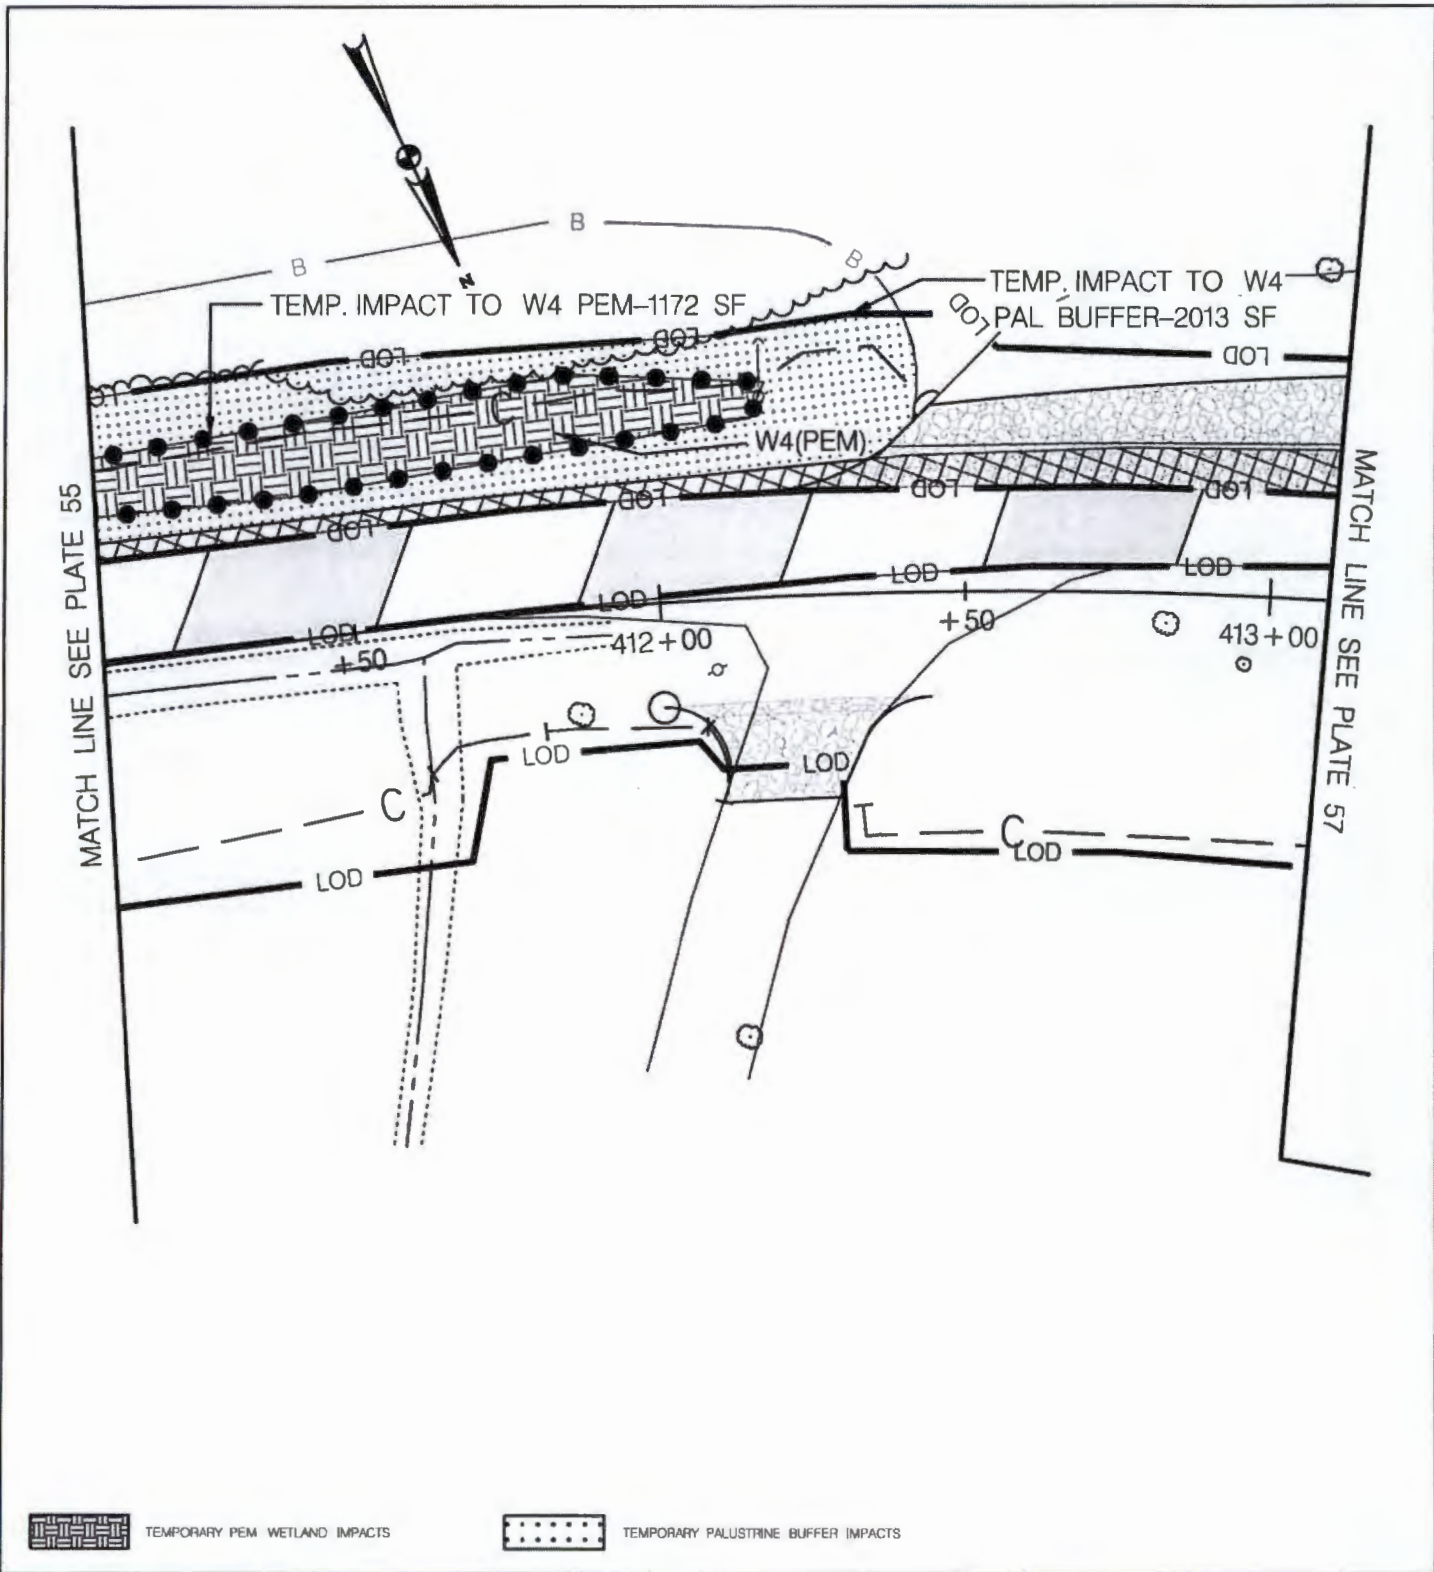 B
B
B
N
TEMP. IMPACT TO W4 PEM-1172 SF
TEMP. IMPACT TO W4
PAL BUFFER-2013 SF
LOD
LOD
LOD
LOD
C
W4(PEM)
LOD
LOD
LOD
LOD
LOD
LOD
LOD
LOD
+50
412+00
+50
413+00
MATCH LINE SEE PLATE 55
MATCH LINE SEE PLATE 57
LOD
LOD
C
C
LOD
LOD
TEMPORARY PEM WETLAND IMPACTS
TEMPORARY PALUSTRINE BUFFER IMPACTS